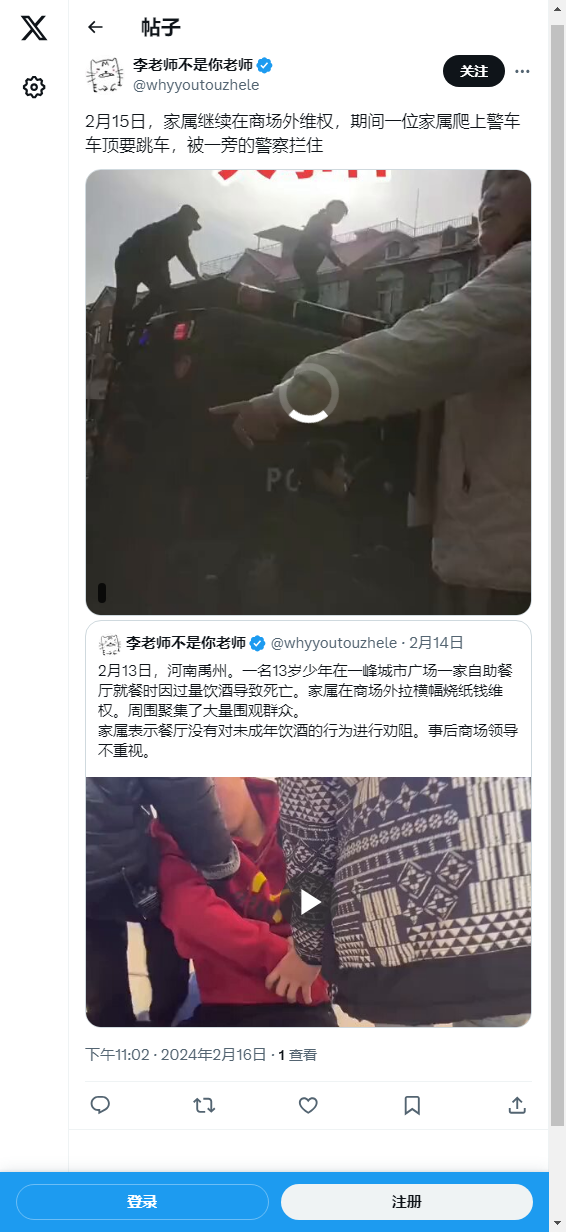 帖子
李老师不是你老师
@whyyoutouzhele
关注
2月15日，家属继续在商场外维权，期间一位家属爬上警车
车顶要跳车，被一旁的警察拦住
李老师不是你老师 @whyyoutouzhele · 2月14日
2月13日，河南禹州。一名13岁少年在一峰城市广场一家自助餐
厅就餐时因过量饮酒导致死亡。家属在商场外拉横幅烧纸钱维
权。周围聚集了大量围观群众。
家属表示餐厅没有对未成年饮酒的行为进行劝阻。事后商场领导
不重视。
下午11:02 · 2024年2月16日 · 1 查看
登录
注册